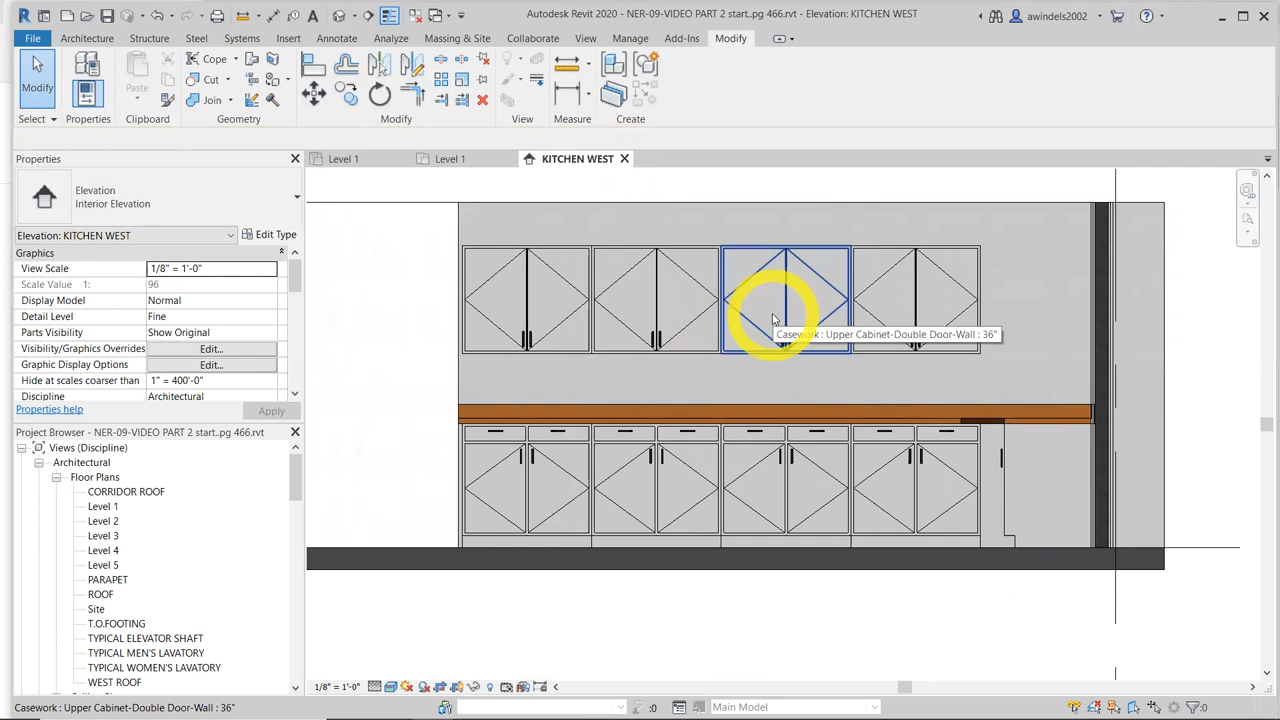 Autodesk Revit 2020 - NER-09-VIDEO PART 2 start..pg 466.rvt - Elevation: KITCHEN WEST
awindels2002
File Architecture Structure Steel Systems Insert Annotate Analyze Massing & Site Collaborate View Manage Add-Ins Modify
Modify Paste Cope Cut Join
Select Properties Clipboard Geometry Modify View Measure Create
Properties
Level 1 Level 1 KITCHEN WEST
Elevation
Interior Elevation
Elevation: KITCHEN WEST Edit Type
Graphics
View Scale 1/8" = 1'-0"
Scale Value 1: 96
Display Model Normal
Detail Level Fine
Parts Visibility Show Original
Visibility/Graphics Overrides Edit...
Graphic Display Options Edit...
Hide at scales coarser than 1" = 400'-0"
Discipline Architectural
Properties help Apply
Casework : Upper Cabinet-Double Door-Wall : 36"
Project Browser - NER-09-VIDEO PART 2 start..pg 466.rvt
Views (Discipline)
Architectural
Floor Plans
CORRIDOR ROOF
Level 1
Level 2
Level 3
Level 4
Level 5
PARAPET
ROOF
Site
T.O.FOOTING
TYPICAL ELEVATOR SHAFT
TYPICAL MEN'S LAVATORY
TYPICAL WOMEN'S LAVATORY
WEST ROOF
1/8" = 1'-0"
Casework : Upper Cabinet-Double Door-Wall : 36" :0 Main Model :0